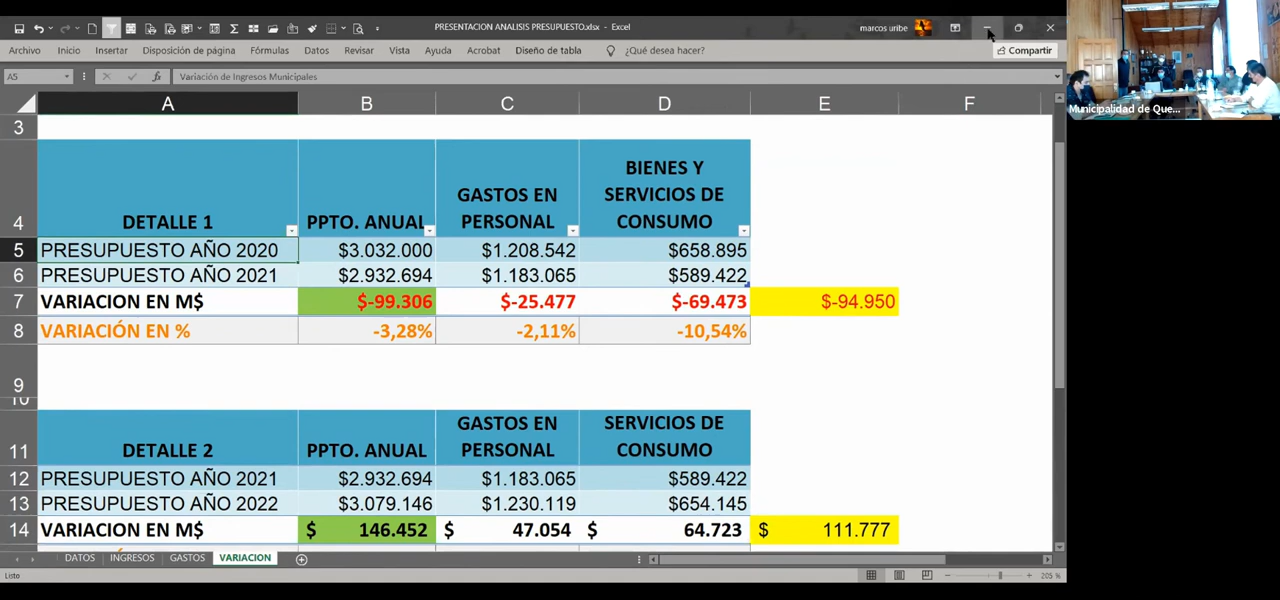 PRESENTACION ANALISIS PRESUPUESTO.xlsx - Excel
marcos uribe
Archivo Inicio Insertar Disposición de página Fórmulas Datos Revisar Vista Ayuda Acrobat Diseño de tabla ¿Qué desea hacer? Compartir
A5 fx Variación de Ingresos Municipales
Municipalidad de Que...
A B C D E F
3
4 DETALLE 1 PPTO. ANUAL GASTOS EN PERSONAL BIENES Y SERVICIOS DE CONSUMO
5 PRESUPUESTO AÑO 2020 $3.032.000 $1.208.542 $658.895
6 PRESUPUESTO AÑO 2021 $2.932.694 $1.183.065 $589.422
7 VARIACION EN M$ $-99.306 $-25.477 $-69.473 $-94.950
8 VARIACIÓN EN % -3,28% -2,11% -10,54%
9
10
11 DETALLE 2 PPTO. ANUAL GASTOS EN PERSONAL SERVICIOS DE CONSUMO
12 PRESUPUESTO AÑO 2021 $2.932.694 $1.183.065 $589.422
13 PRESUPUESTO AÑO 2022 $3.079.146 $1.230.119 $654.145
14 VARIACION EN M$ $ 146.452 $ 47.054 $ 64.723 $ 111.777
DATOS INGRESOS GASTOS VARIACION
Listo 205 %